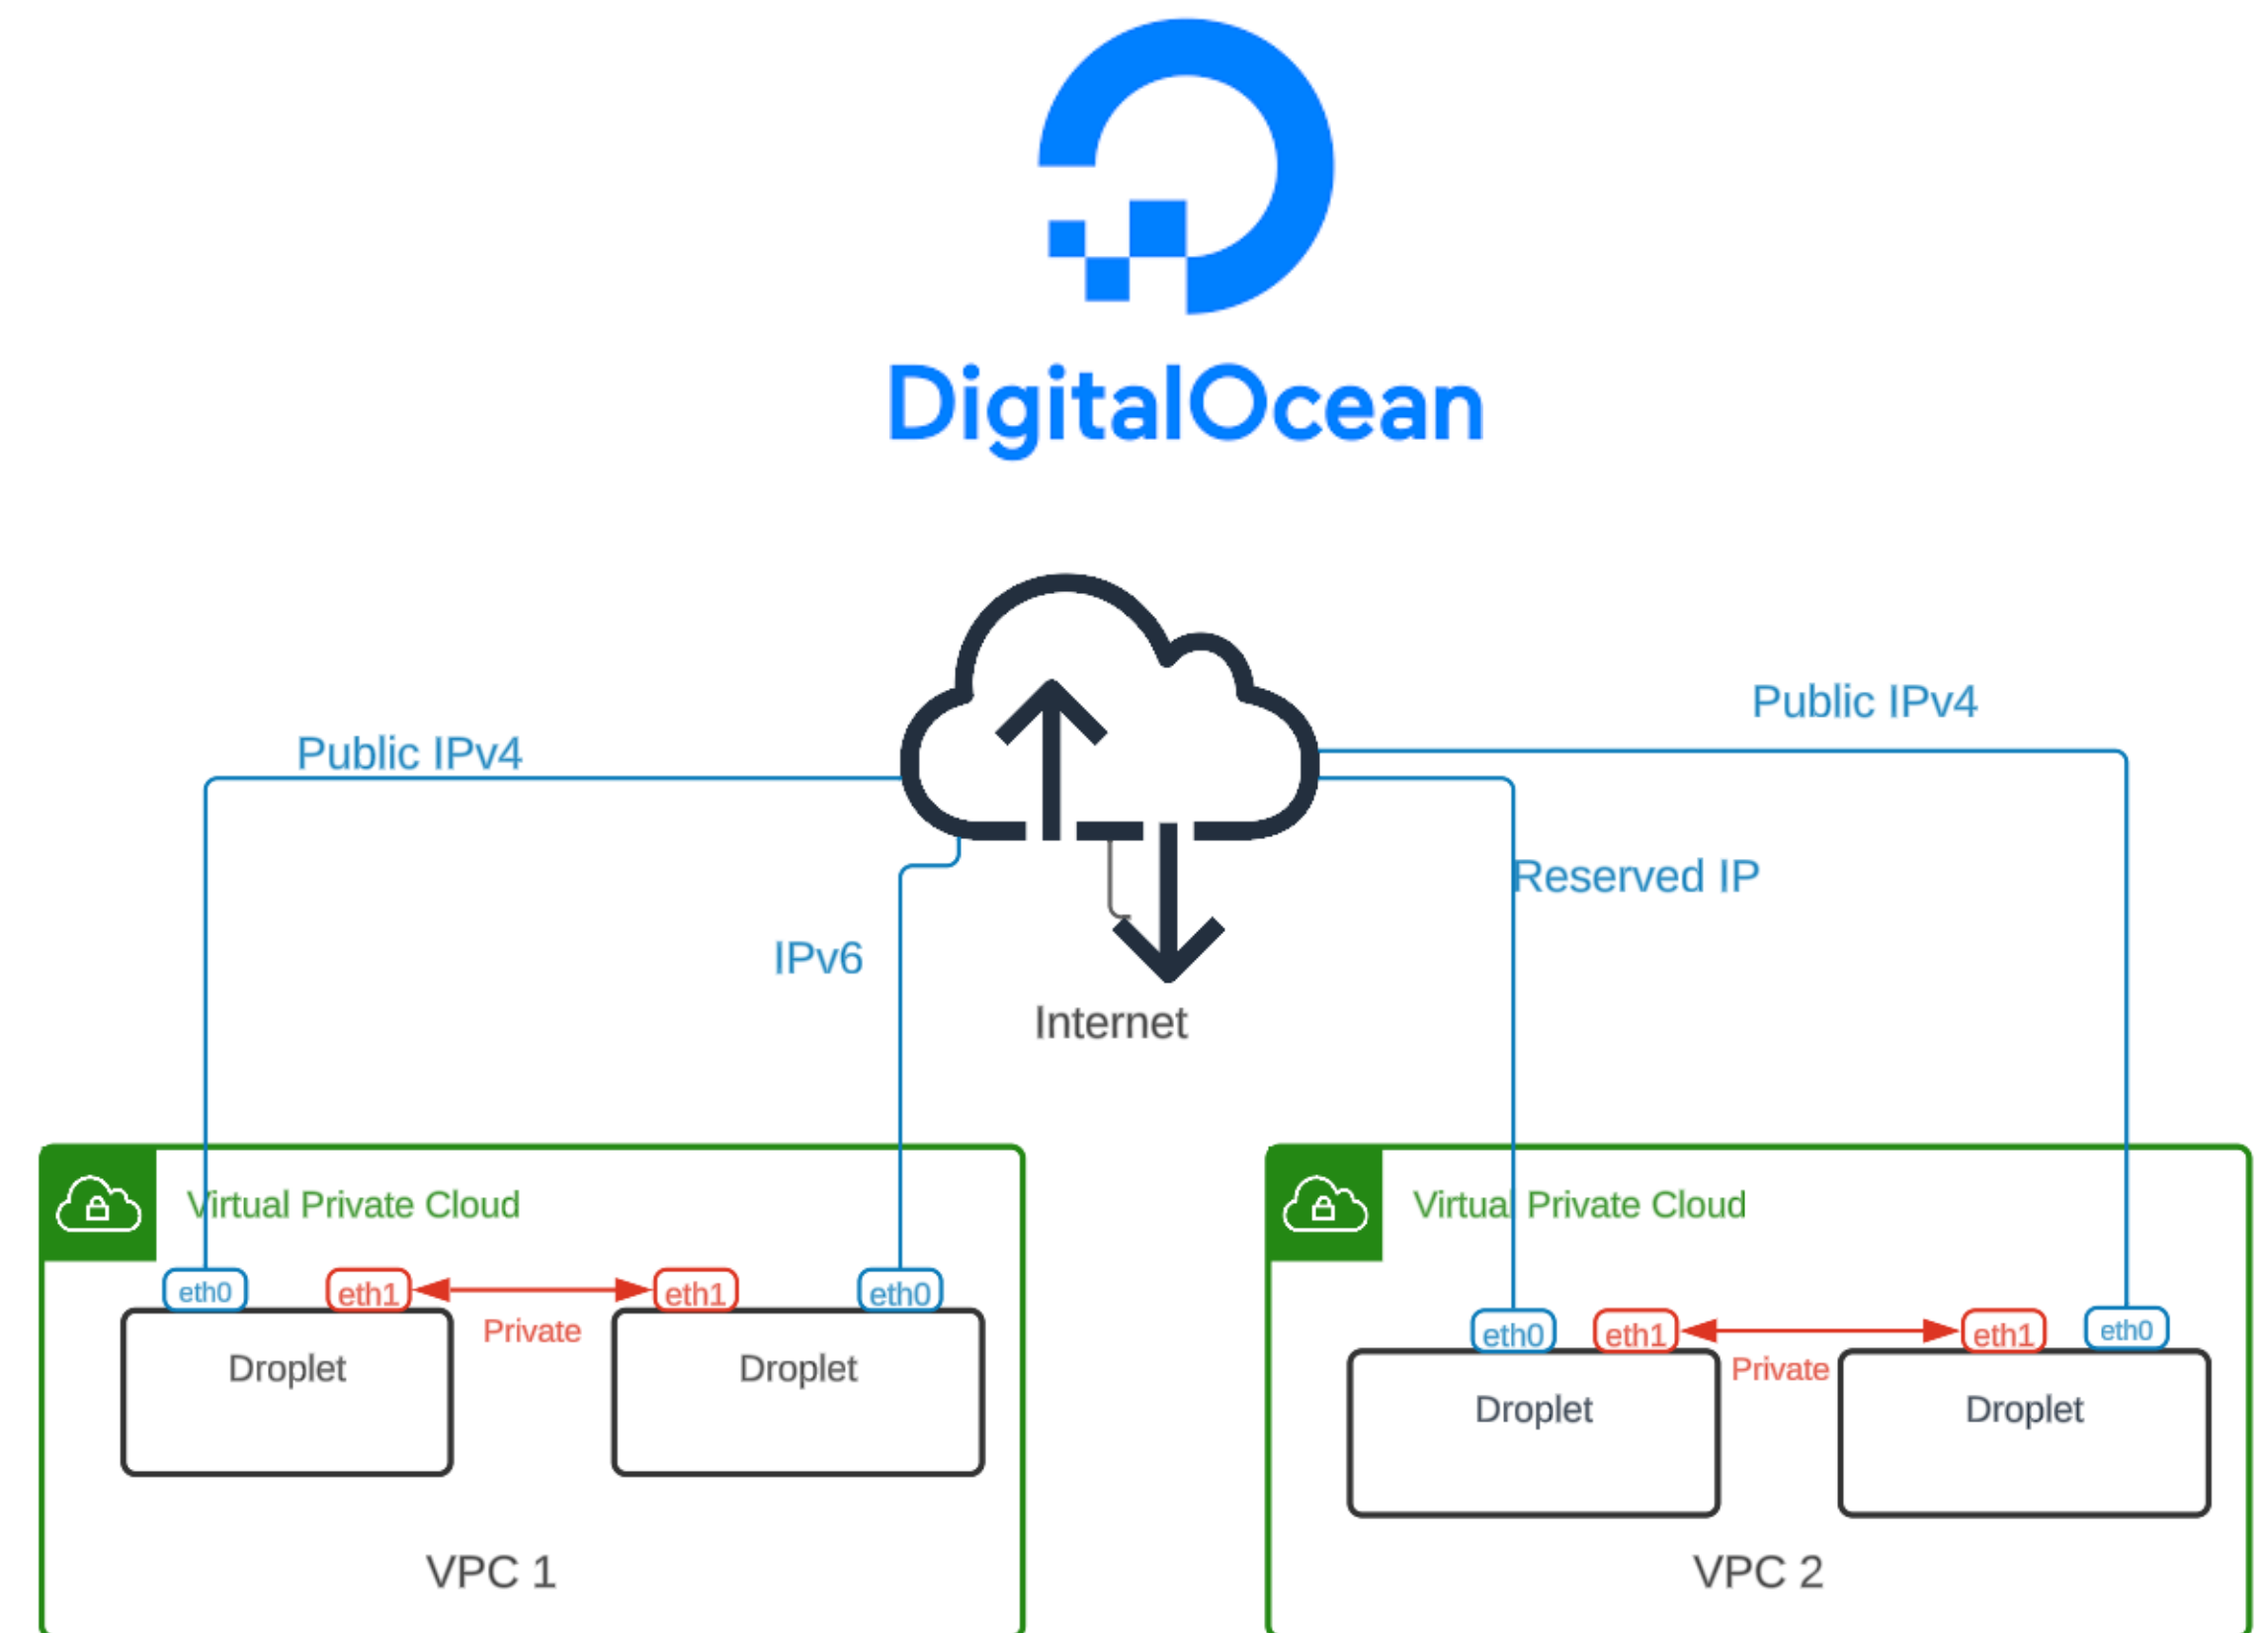 DigitalOcean
Public IPv4
Public IPv4
Reserved IP
IPv6
Internet
Virtual Private Cloud
eth0
eth1
eth1
eth0
Private
Droplet
Droplet
VPC 1
Virtual Private Cloud
eth0
eth1
eth1
eth0
Private
Droplet
Droplet
VPC 2